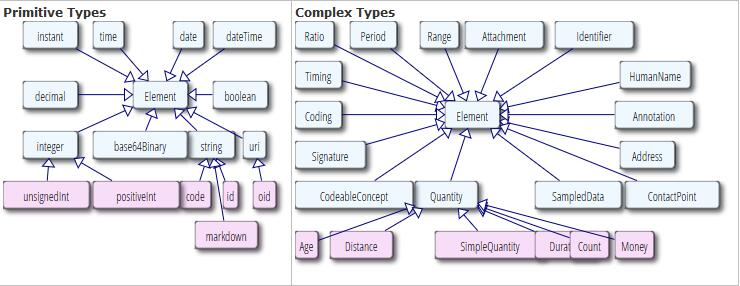 Primitive Types
instant
time
date
dateTime
decimal
Element
boolean
integer
base64Binary
string
uri
unsignedInt
positiveInt
code
id
oid
markdown
Complex Types
Ratio
Period
Range
Attachment
Identifier
Timing
HumanName
Coding
Element
Annotation
Signature
Address
CodeableConcept
Quantity
SampledData
ContactPoint
Age
Distance
SimpleQuantity
Durat
Count
Money